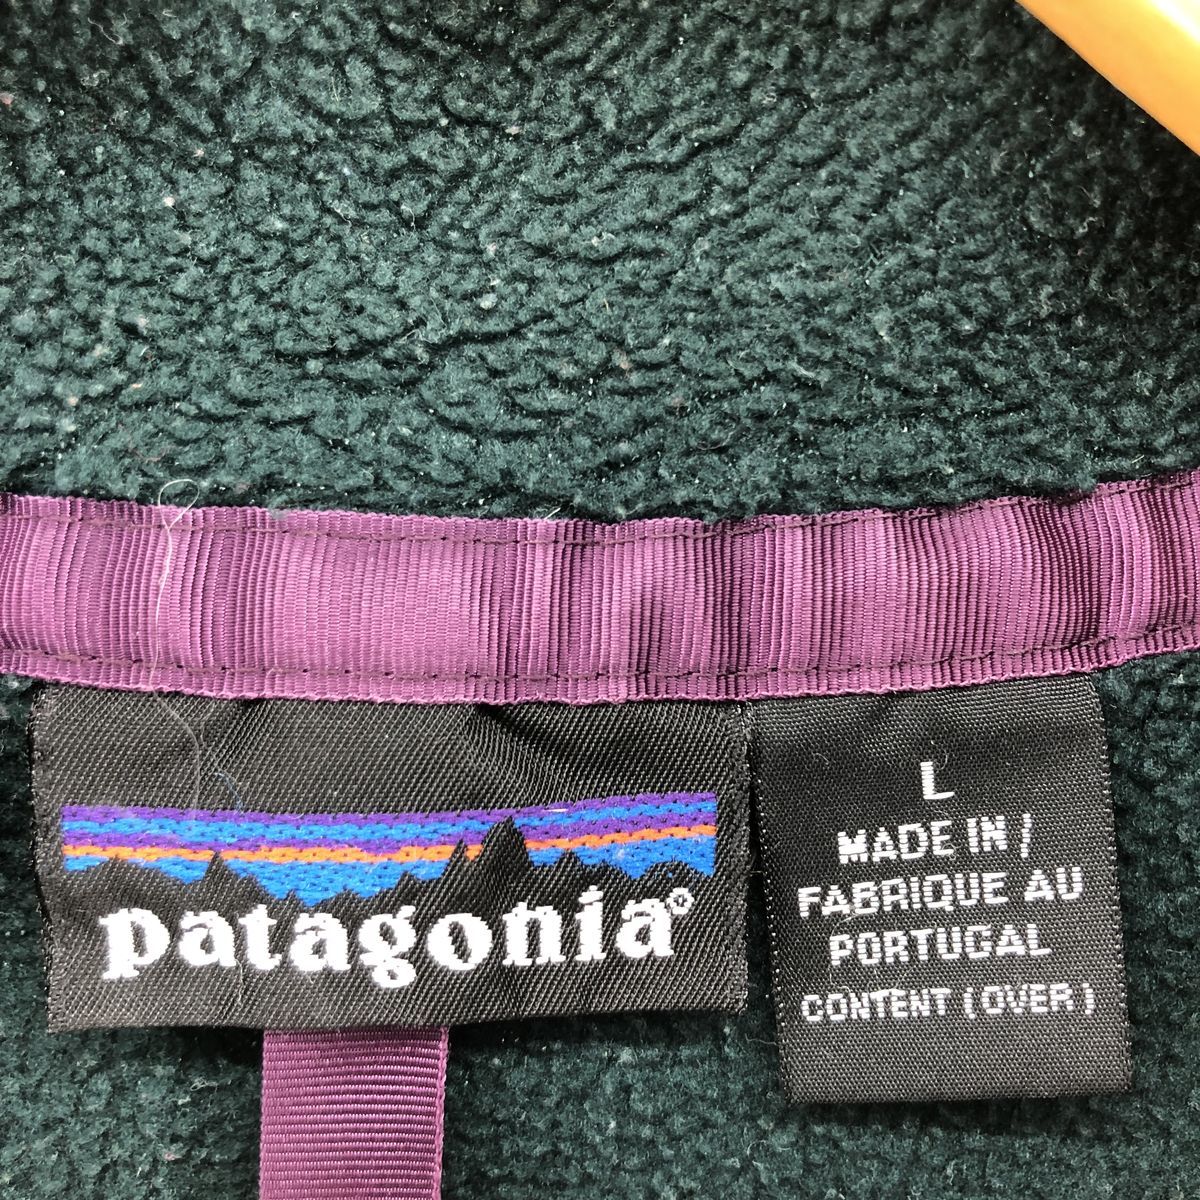 patagonia®
L
MADE IN /
FABRIQUE AU
PORTUGAL
CONTENT (OVER)